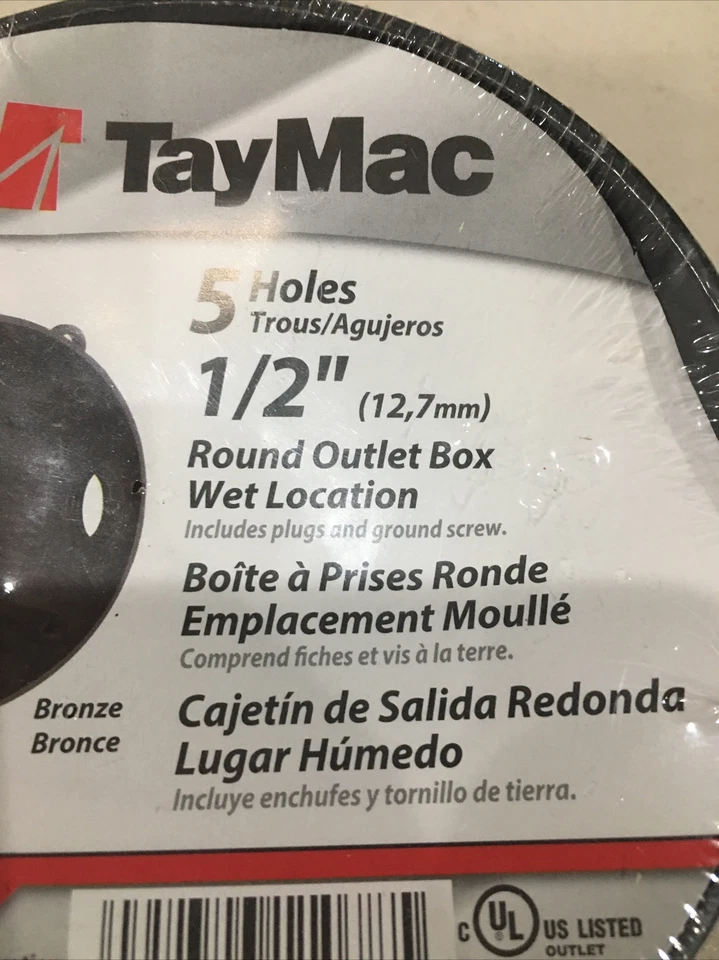 TayMac
5 Holes
Trous/Agujeros
1/2" (12,7mm)
Round Outlet Box
Wet Location
Includes plugs and ground screw.
Boîte à Prises Ronde
Emplacement Moullé
Comprend fiches et vis à la terre.
Bronze
Bronce
Cajetín de Salida Redonda
Lugar Húmedo
Incluye enchufes y tornillo de tierra.
C UL US LISTED
OUTLET